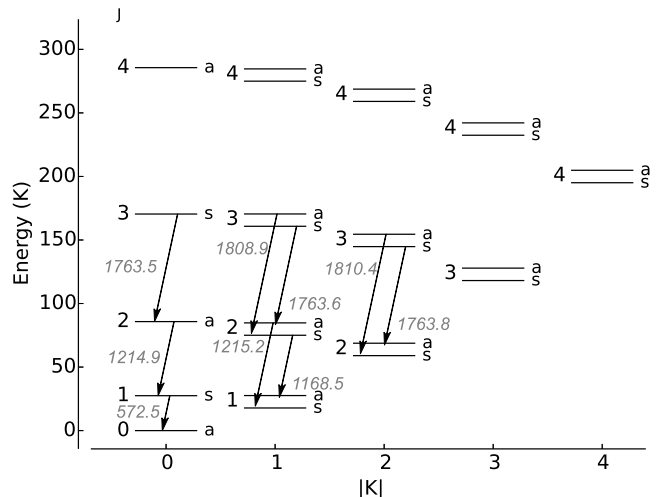 J
300
4 a
4 a
s
4 a
s
250
4 a
s
200
4 a
s
3 s
3 a
s
3 a
s
150
1808.9
1763.5
1810.4
3 a
s
100
1763.6
1763.8
2 a
2 a
s
2 a
s
1214.9
1215.2
50
1168.5
1 s
1 a
s
572.5
0
0 a
0 1 2 3 4
|K|
Energy (K)